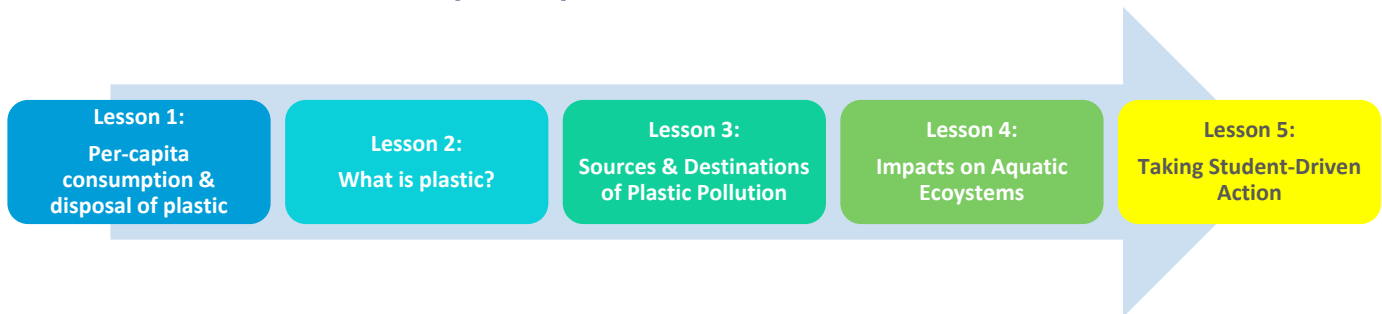 Lesson 1:
Per-capita
consumption &
disposal of plastic
Lesson 2:
What is plastic?
Lesson 3:
Sources & Destinations
of Plastic Pollution
Lesson 4:
Impacts on Aquatic
Ecoystems
Lesson 5:
Taking Student-Driven
Action